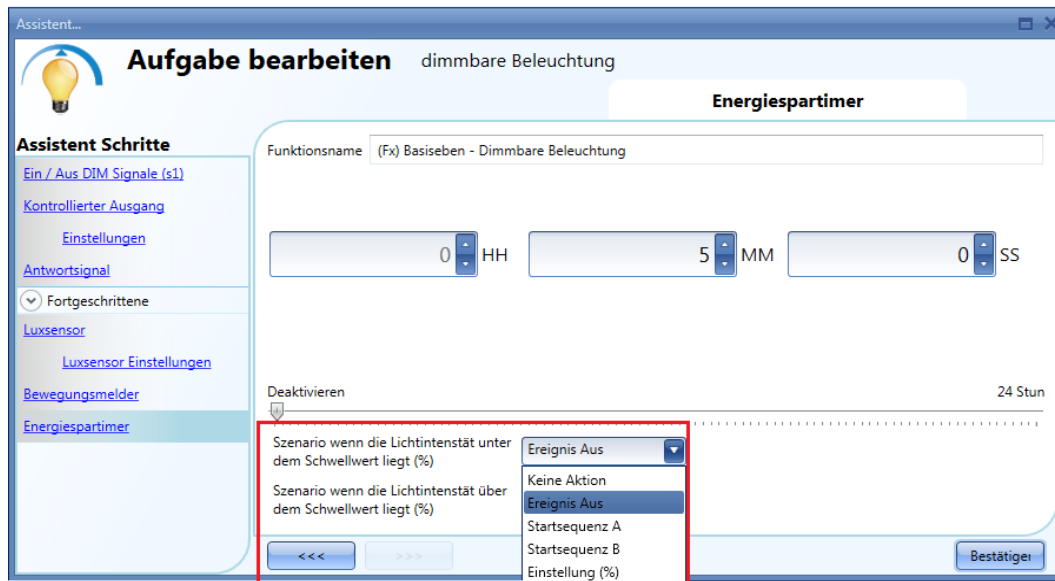 Assistent...
Aufgabe bearbeiten dimmbare Beleuchtung
Energiespartimer
Assistent Schritte
Ein / Aus DIM Signale (s1)
Kontrollierter Ausgang
Einstellungen
Antwortsignal
Fortgeschrittene
Luxsensor
Luxsensor Einstellungen
Bewegungsmelder
Energiespartimer
Funktionsname (Fx) Basiseben - Dimmbare Beleuchtung
0 HH 5 MM 0 SS
Deaktivieren 24 Stun
Szenario wenn die Lichtintenstät unter
dem Schwellwert liegt (%)
Ereignis Aus
Szenario wenn die Lichtintenstät über
dem Schwellwert liegt (%)
Keine Aktion
Ereignis Aus
Startsequenz A
Startsequenz B
Einstellung (%)
<<< >>> Bestätiger